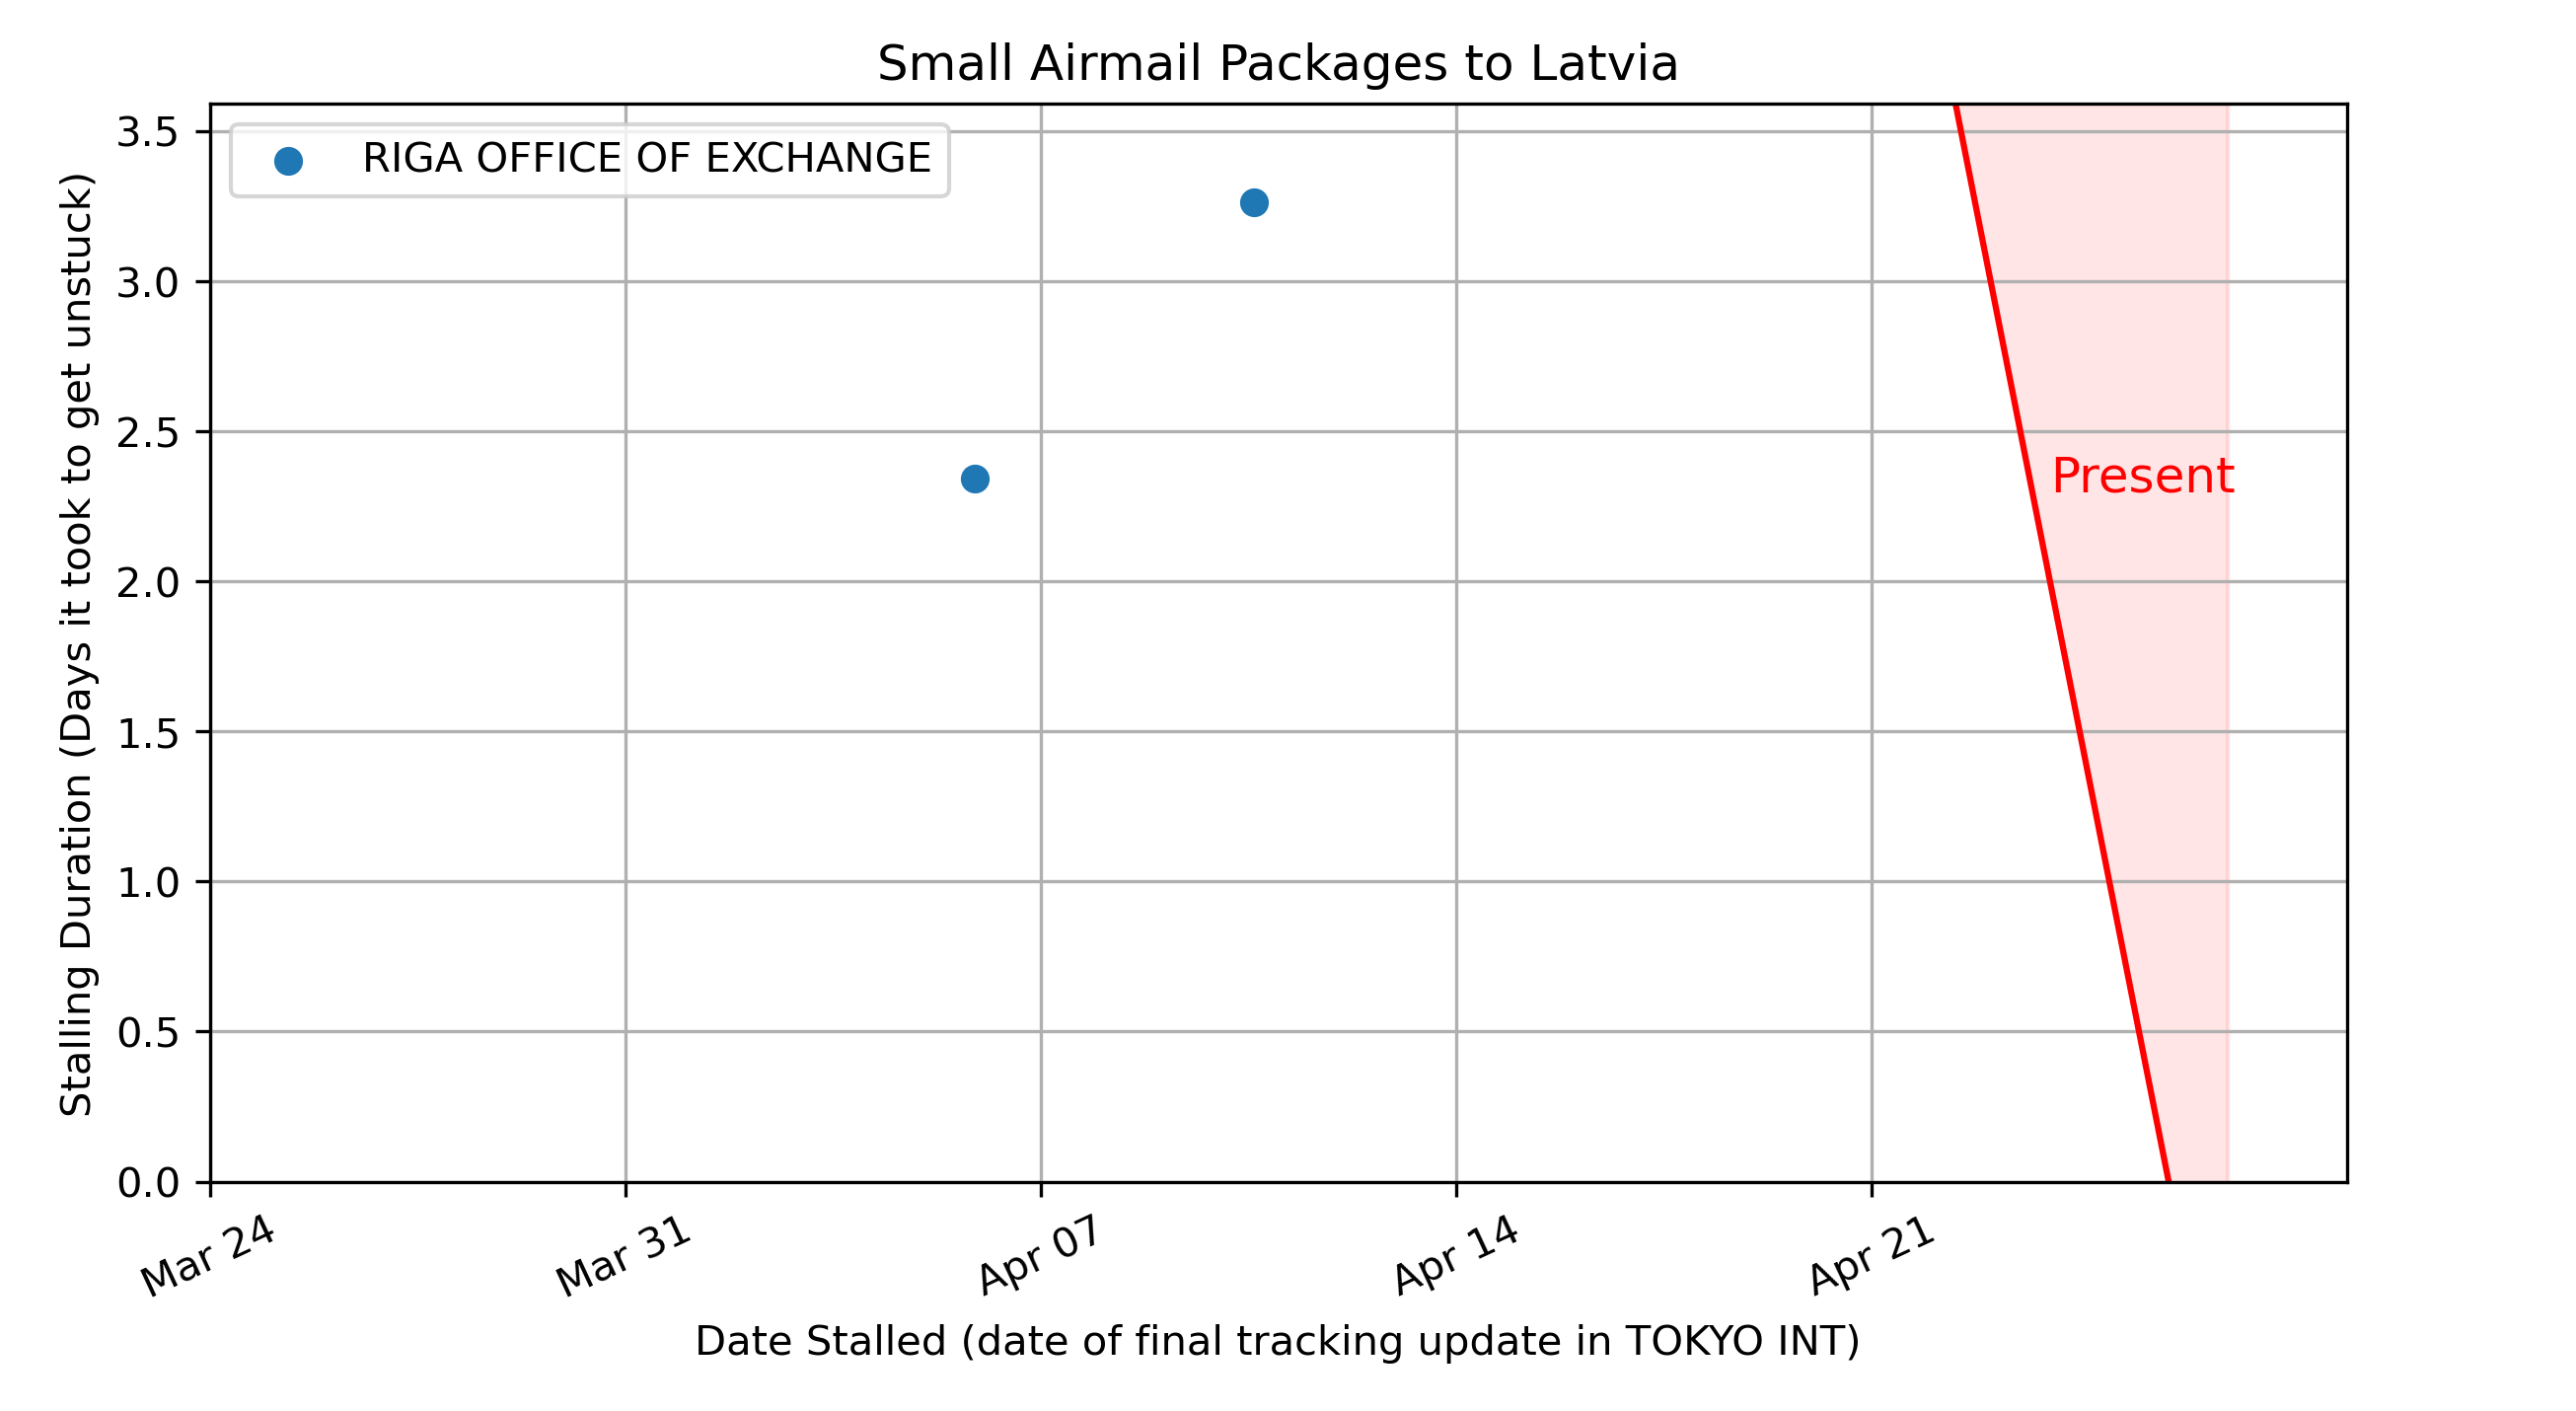 Small Airmail Packages to Latvia
RIGA OFFICE OF EXCHANGE
Present
Stalling Duration (Days it took to get unstuck)
3.5
3.0
2.5
2.0
1.5
1.0
0.5
0.0
Mar 24
Mar 31
Apr 07
Apr 14
Apr 21
Date Stalled (date of final tracking update in TOKYO INT)